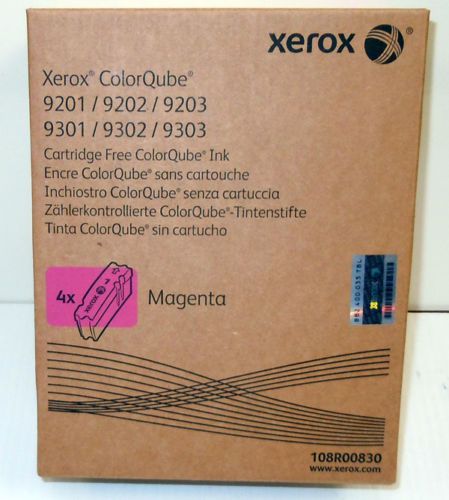 xerox ®
Xerox® ColorQube®
9201 / 9202 / 9203
9301 / 9302 / 9303
Cartridge Free ColorQube® Ink
Encre ColorQube® sans cartouche
Inchiostro ColorQube® senza cartuccia
Zählerkontrollierte ColorQube®-Tintenstifte
Tinta ColorQube® sin cartucho
4x
xerox
Magenta
108R00830
www.xerox.com